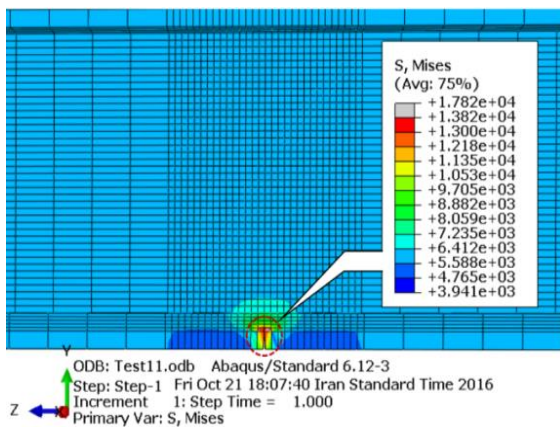 S, Mises
(Avg: 75%)
+1.782e+04
+1.382e+04
+1.300e+04
+1.218e+04
+1.135e+04
+1.053e+04
+9.705e+03
+8.882e+03
+8.059e+03
+7.235e+03
+6.412e+03
+5.588e+03
+4.765e+03
+3.941e+03
Y
ODB: Test11.odb Abaqus/Standard 6.12-3
Step: Step-1 Fri Oct 21 18:07:40 Iran Standard Time 2016
Z Increment 1: Step Time = 1.000
Primary Var: S, Mises